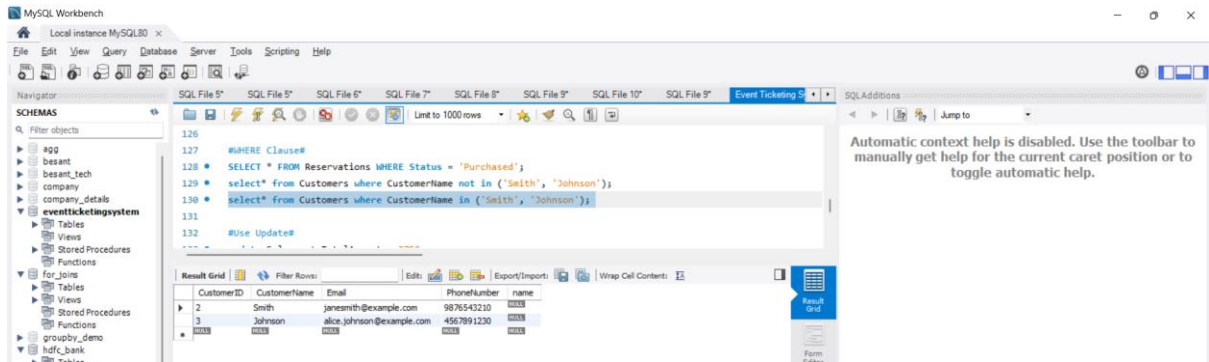 MySQL Workbench
Local instance MySQL80 ×
File Edit View Query Database Server Tools Scripting Help
Navigator
SCHEMAS
Filter objects
agg
besant
besant_tech
company
company_details
eventticketingsystem
Tables
Views
Stored Procedures
Functions
for_joins
Tables
Views
Stored Procedures
Functions
groupby_demo
hdfc_bank
Tables
SQL File 5* SQL File 5* SQL File 6* SQL File 7* SQL File 8* SQL File 9* SQL File 10* SQL File 9* Event Ticketing S
Limit to 1000 rows
126
127 #WHERE Clause#
128 SELECT * FROM Reservations WHERE Status = 'Purchased';
129 select* from Customers where CustomerName not in ('Smith', 'Johnson');
130 select* from Customers where CustomerName in ('Smith', 'Johnson');
131
132 #Use Update#
Result Grid Filter Rows: Edit: Export/Import: Wrap Cell Content:
CustomerID CustomerName Email PhoneNumber name
2 Smith janesmith@example.com 9876543210 NULL
3 Johnson alice.johnson@example.com 4567891230 NULL
NULL NULL NULL NULL NULL
Result
Grid
Form
Editor
SQLAdditions
Jump to
Automatic context help is disabled. Use the toolbar to
manually get help for the current caret position or to
toggle automatic help.